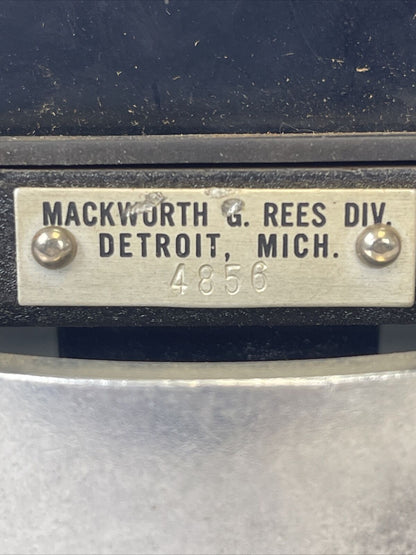 MACKWORTH G. REES DIV.
DETROIT, MICH.
4856